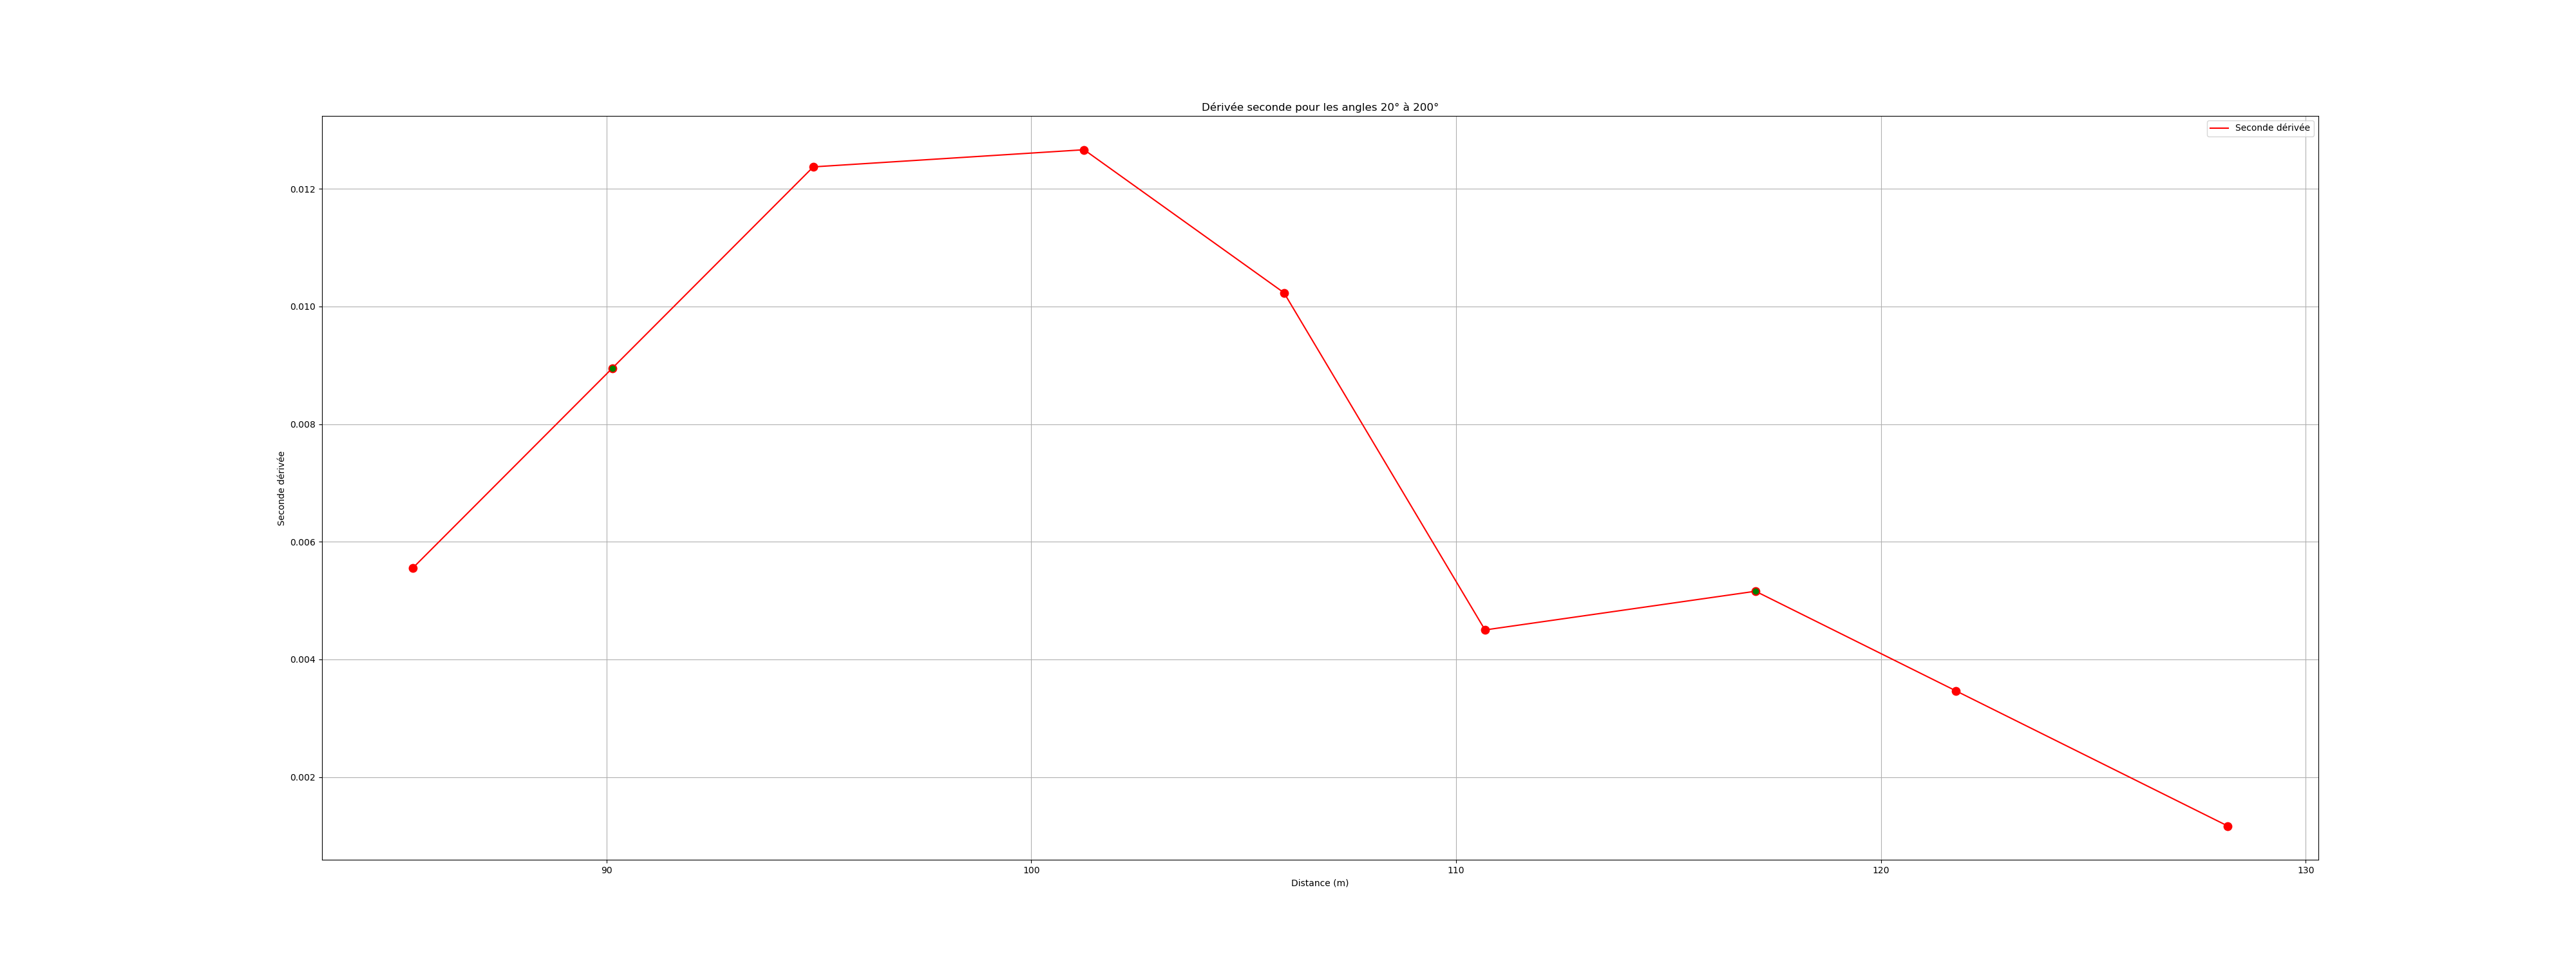 Dérivée seconde pour les angles 20° à 200°
Seconde dérivée
0.012
0.010
0.008
0.006
0.004
0.002
Seconde dérivée
90
100
110
120
130
Distance (m)